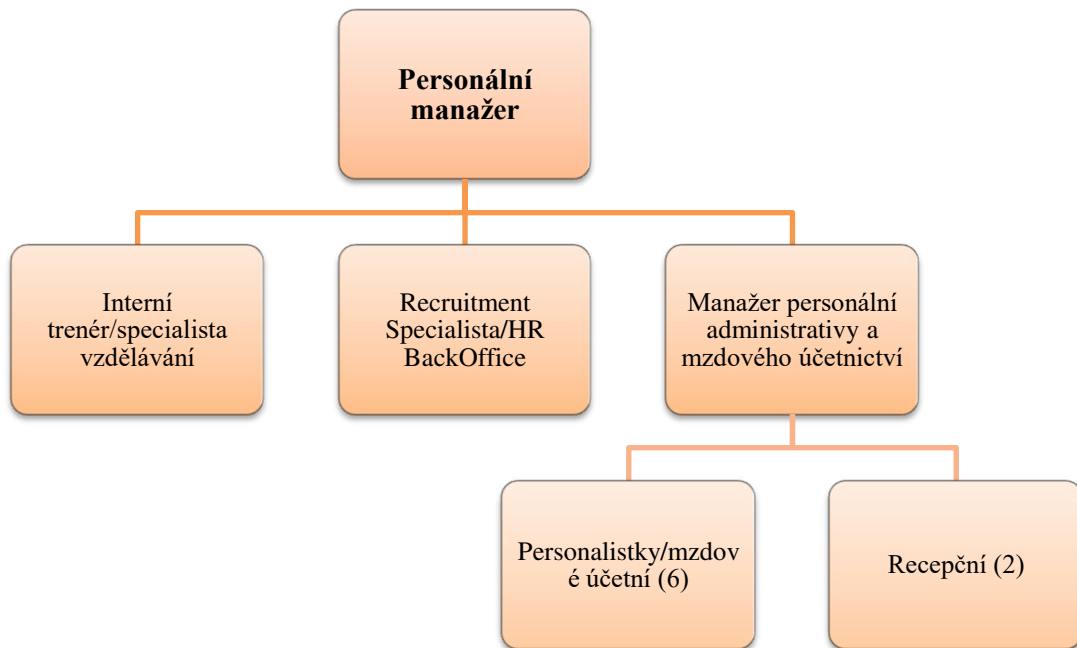 Personální
manažer
Interní
trenér/specialista
vzdělávání
Recruitment
Specialista/HR
BackOffice
Manažer personální
administrativy a
mzdového účetnictví
Personalistky/mzdov
é účetní (6)
Recepční (2)